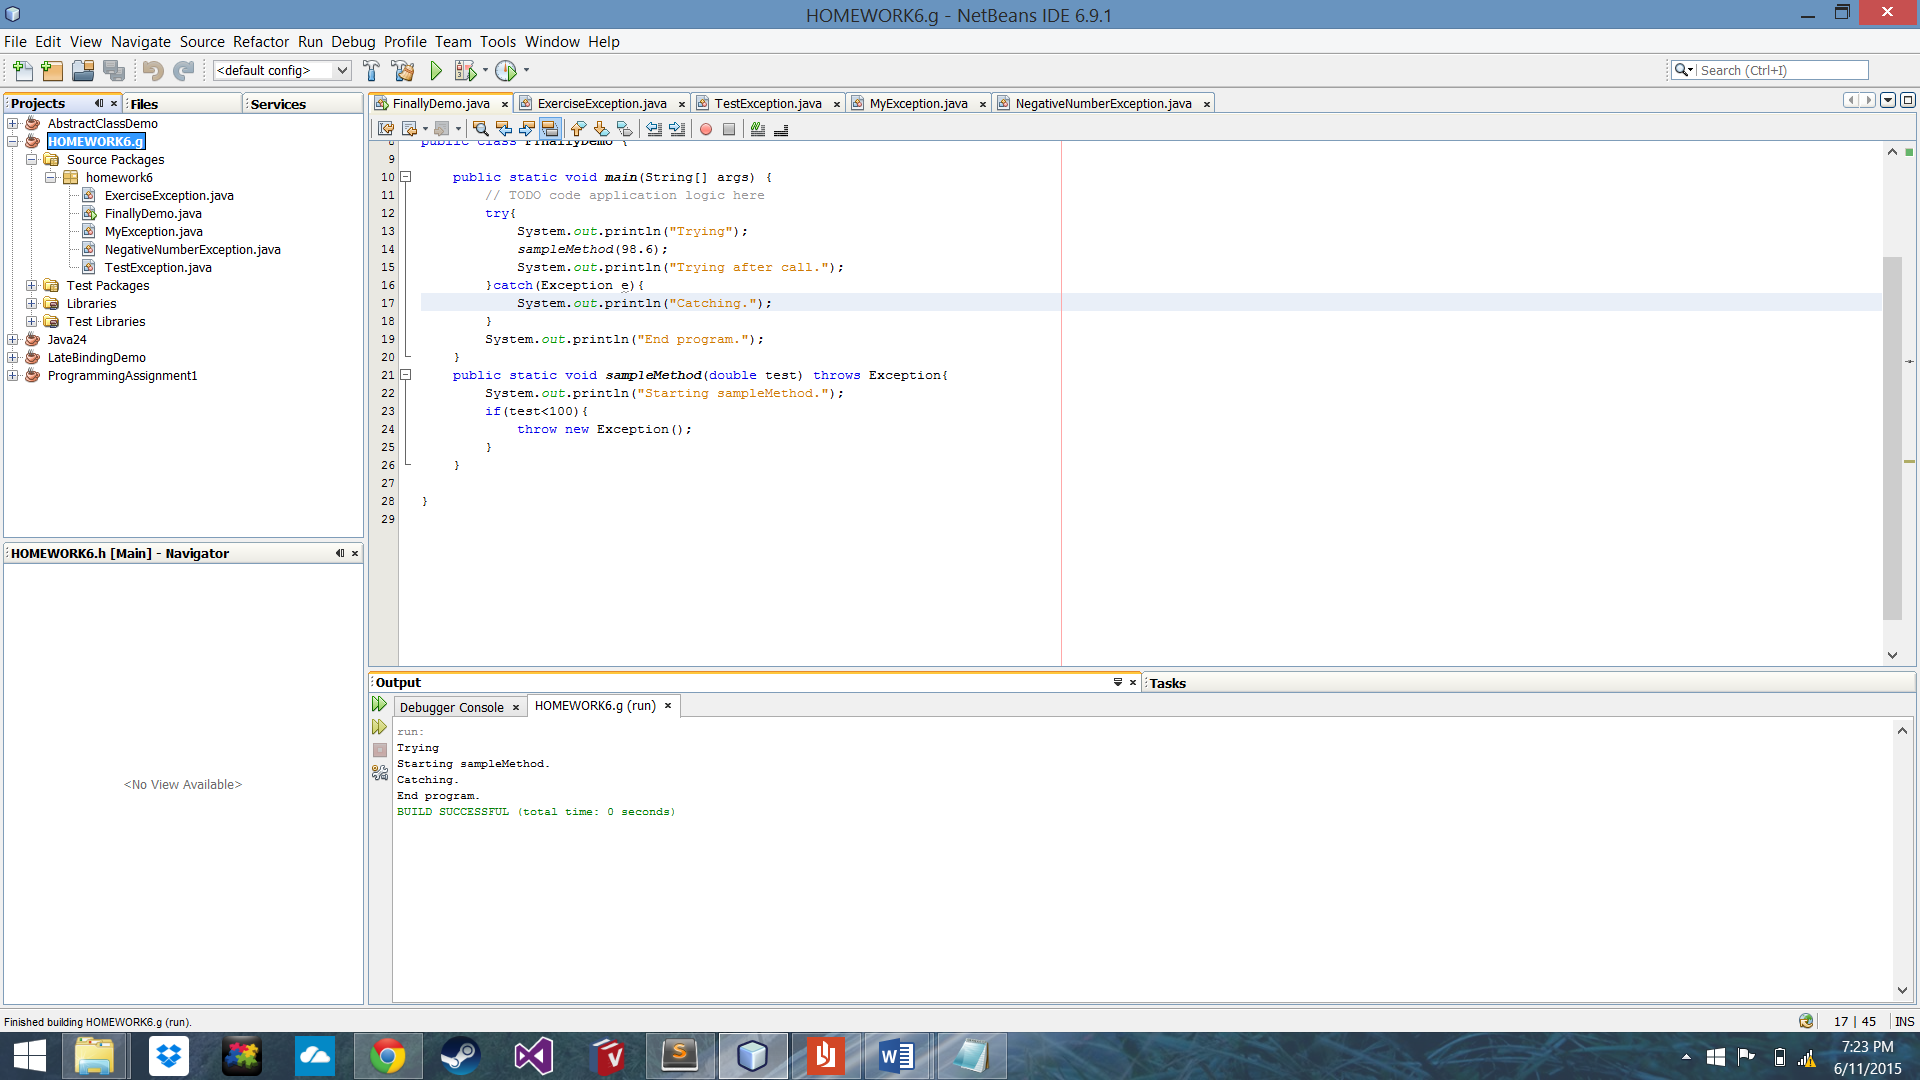 HOMEWORK6.g - NetBeans IDE 6.9.1
File Edit View Navigate Source Refactor Run Debug Profile Team Tools Window Help
<default config>
Search (Ctrl+I)
Projects
Files
Services
AbstractClassDemo
HOMEWORK6.g
Source Packages
homework6
ExerciseException.java
FinallyDemo.java
MyException.java
NegativeNumberException.java
TestException.java
Test Packages
Libraries
Test Libraries
Java24
LateBindingDemo
ProgrammingAssignment1
HOMEWORK6.h [Main] - Navigator
<No View Available>
FinallyDemo.java
ExerciseException.java
TestException.java
MyException.java
NegativeNumberException.java
8 public class FinallyDemo {
9
10 public static void main(String[] args) {
11 // TODO code application logic here
12 try{
13 System.out.println("Trying");
14 sampleMethod(98.6);
15 System.out.println("Trying after call.");
16 }catch(Exception e){
17 System.out.println("Catching.");
18 }
19 System.out.println("End program.");
20 }
21 public static void sampleMethod(double test) throws Exception{
22 System.out.println("Starting sampleMethod.");
23 if(test<100){
24 throw new Exception();
25 }
26 }
27
28 }
29
Output
Tasks
Debugger Console
HOMEWORK6.g (run)
run:
Trying
Starting sampleMethod.
Catching.
End program.
BUILD SUCCESSFUL (total time: 0 seconds)
Finished building HOMEWORK6.g (run).
17 | 45 INS
7:23 PM
6/11/2015